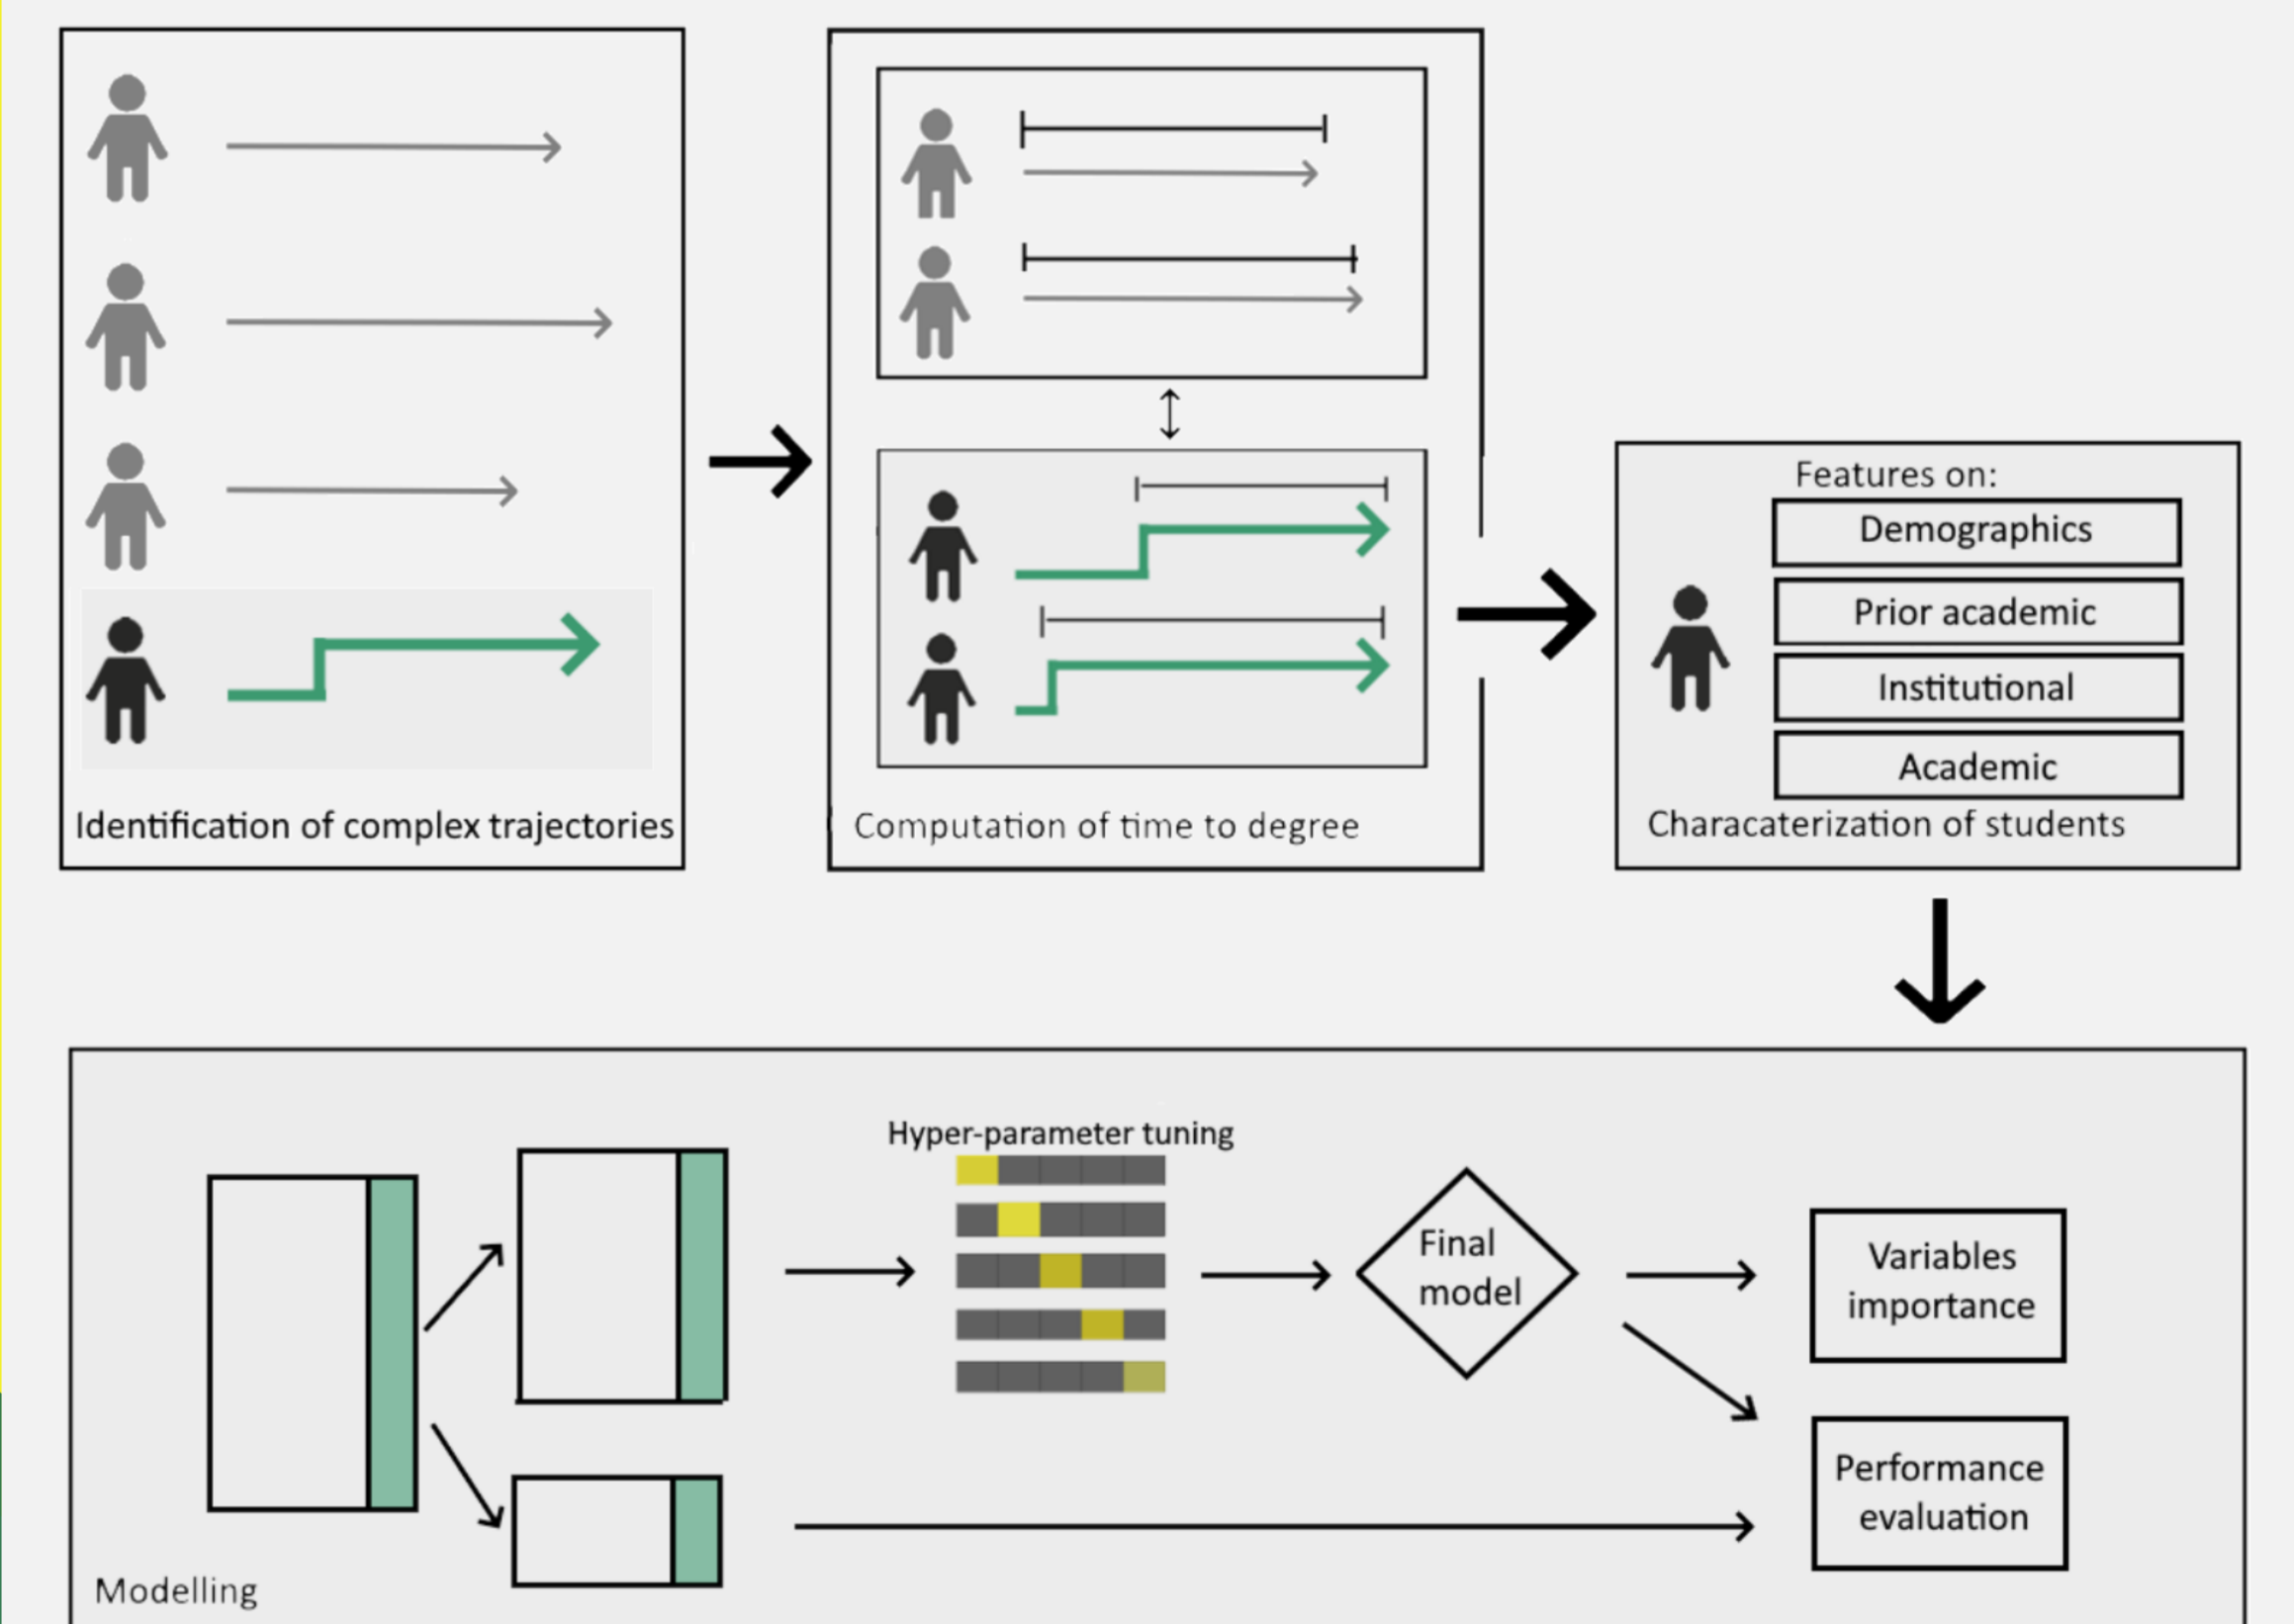 Identification of complex trajectories
Computation of time to degree
Features on:
Demographics
Prior academic
Institutional
Academic
Characaterization of students
Hyper-parameter tuning
Final
model
Variables
importance
Performance
evaluation
Modelling